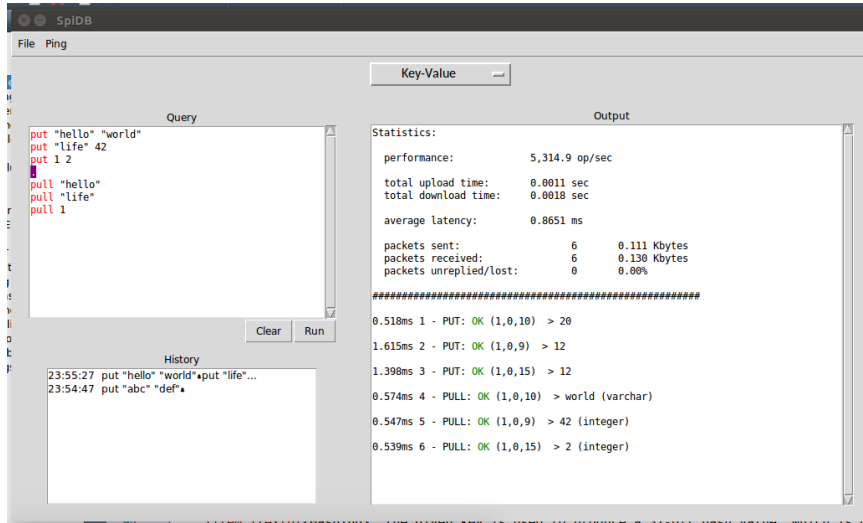 SpiDB
File Ping
Key-Value
Query
put "hello" "world"
put "life" 42
put 1 2
.
pull "hello"
pull "life"
pull 1
Clear Run
History
23:55:27 put "hello" "world"▴put "life"...
23:54:47 put "abc" "def"▴
Output
Statistics:
performance: 5,314.9 op/sec
total upload time: 0.0011 sec
total download time: 0.0018 sec
average latency: 0.8651 ms
packets sent: 6 0.111 Kbytes
packets received: 6 0.130 Kbytes
packets unreplied/lost: 0 0.00%
########################################################
0.518ms 1 - PUT: OK (1,0,10) > 20
1.615ms 2 - PUT: OK (1,0,9) > 12
1.398ms 3 - PUT: OK (1,0,15) > 12
0.574ms 4 - PULL: OK (1,0,10) > world (varchar)
0.547ms 5 - PULL: OK (1,0,9) > 42 (integer)
0.539ms 6 - PULL: OK (1,0,15) > 2 (integer)